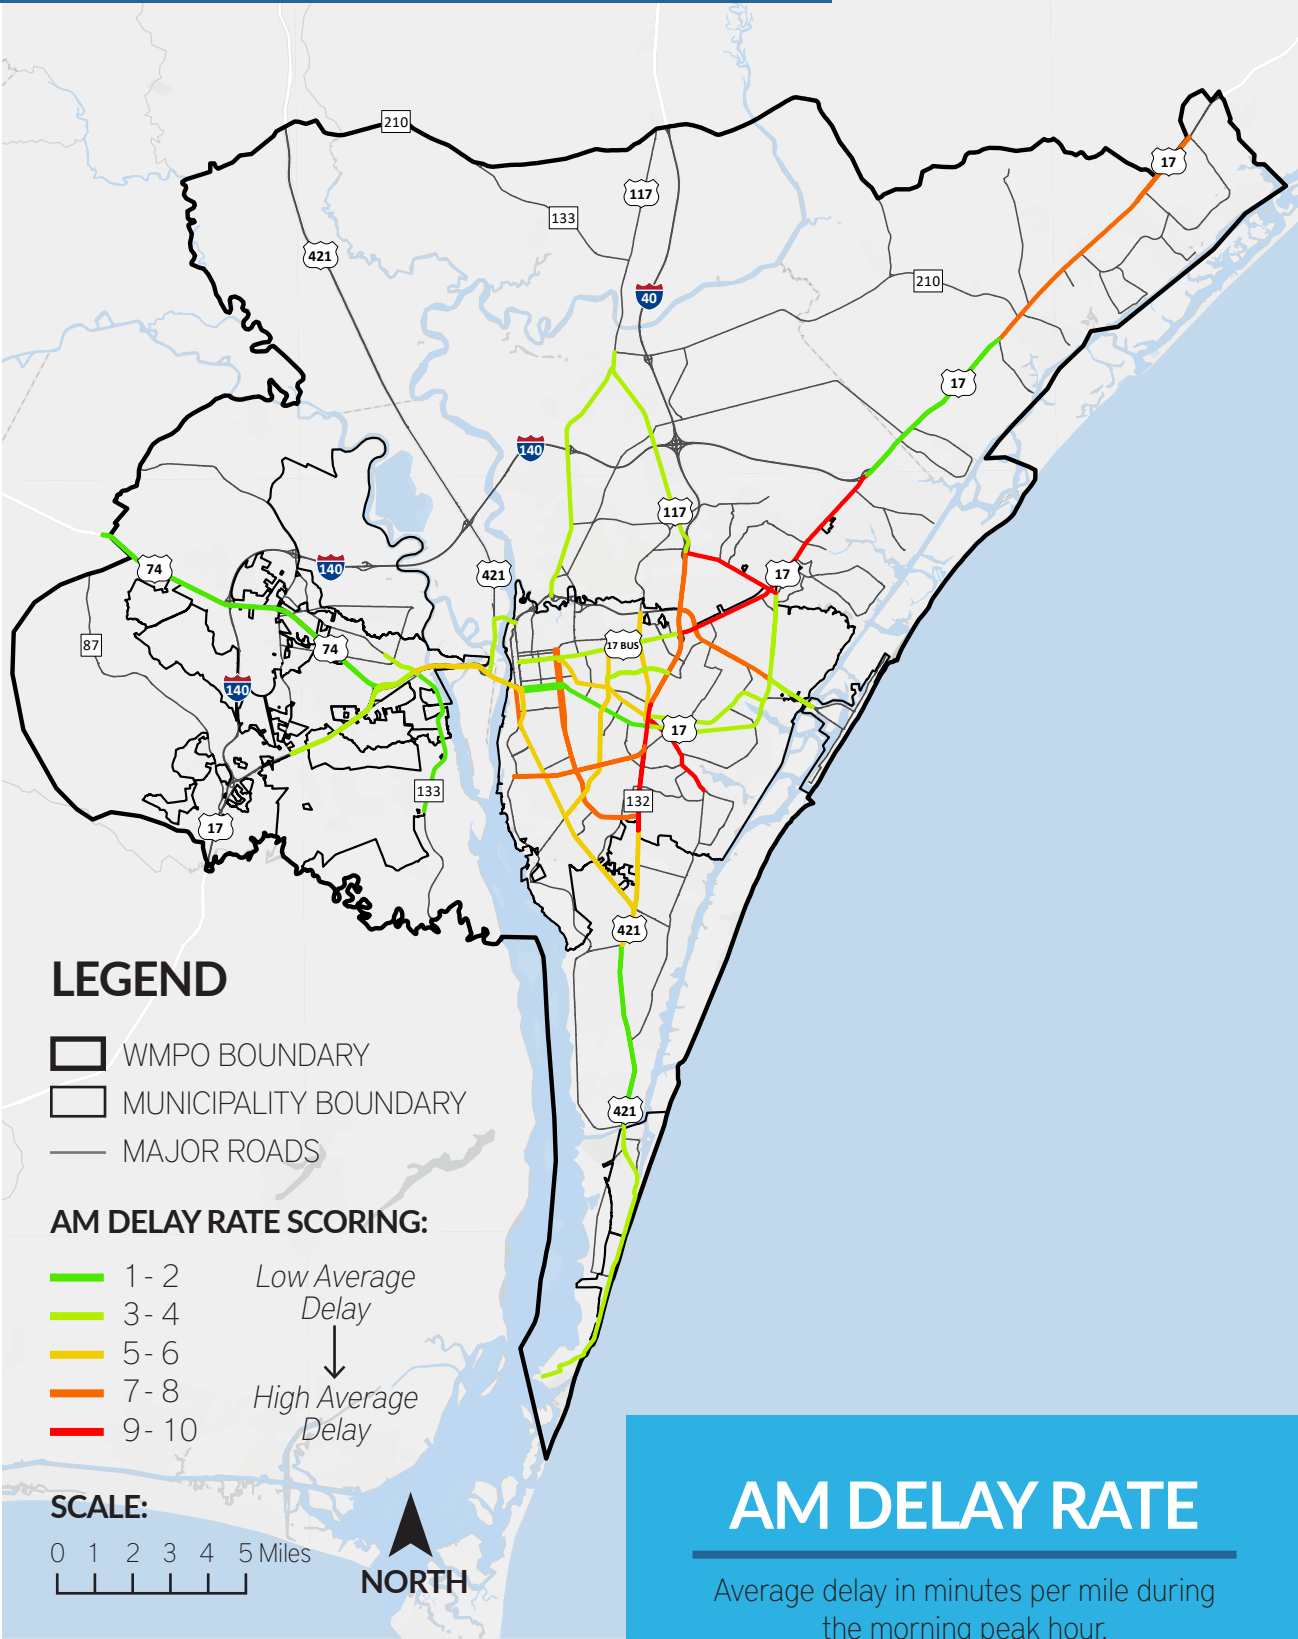 210
17
117
133
421
210
40
17
140
117
74
140
421
17
87
74
17 BUS
140
17
133
132
17
421
421
LEGEND
WMPO BOUNDARY
MUNICIPALITY BOUNDARY
MAJOR ROADS
AM DELAY RATE SCORING:
1 - 2
3 - 4
5 - 6
7 - 8
9 - 10
Low Average
Delay
High Average
Delay
SCALE:
0 1 2 3 4 5 Miles
NORTH
AM DELAY RATE
Average delay in minutes per mile during
the morning peak hour.